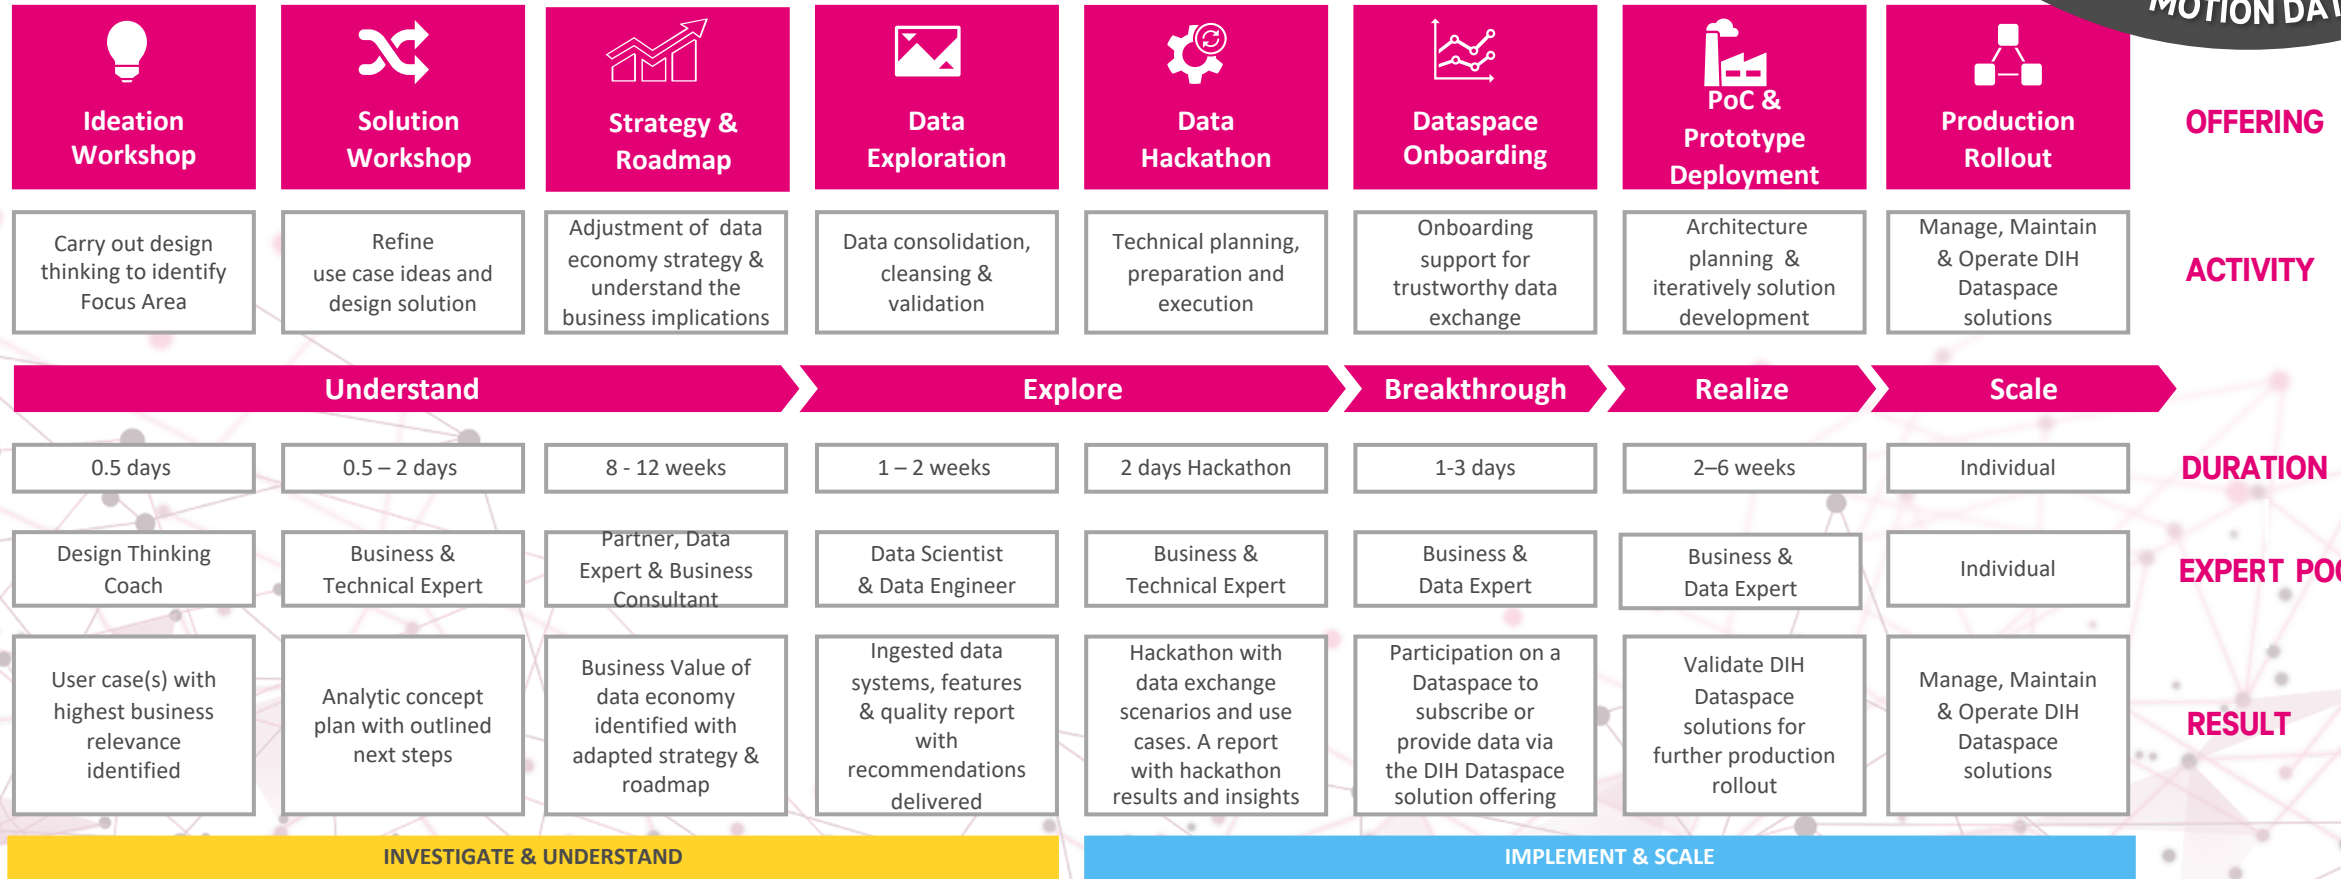 MOTION DAT
Ideation
Workshop
Solution
Workshop
Strategy &
Roadmap
Data
Exploration
Data
Hackathon
Dataspace
Onboarding
PoC &
Prototype
Deployment
Production
Rollout
OFFERING
Carry out design
thinking to identify
Focus Area
Refine
use case ideas and
design solution
Adjustment of data
economy strategy &
understand the
business implications
Data consolidation,
cleansing &
validation
Technical planning,
preparation and
execution
Onboarding
support for
trustworthy data
exchange
Architecture
planning &
iteratively solution
development
Manage, Maintain
& Operate DIH
Dataspace
solutions
ACTIVITY
Understand
Explore
Breakthrough
Realize
Scale
0.5 days
0.5 – 2 days
8 - 12 weeks
1 – 2 weeks
2 days Hackathon
1-3 days
2–6 weeks
Individual
DURATION
Design Thinking
Coach
Business &
Technical Expert
Partner, Data
Expert & Business
Consultant
Data Scientist
& Data Engineer
Business &
Technical Expert
Business &
Data Expert
Business &
Data Expert
Individual
EXPERT POO
User case(s) with
highest business
relevance
identified
Analytic concept
plan with outlined
next steps
Business Value of
data economy
identified with
adapted strategy &
roadmap
Ingested data
systems, features
& quality report
with
recommendations
delivered
Hackathon with
data exchange
scenarios and use
cases. A report
with hackathon
results and insights
Participation on a
Dataspace to
subscribe or
provide data via
the DIH Dataspace
solution offering
Validate DIH
Dataspace
solutions for
further production
rollout
Manage, Maintain
& Operate DIH
Dataspace
solutions
RESULT
INVESTIGATE & UNDERSTAND
IMPLEMENT & SCALE